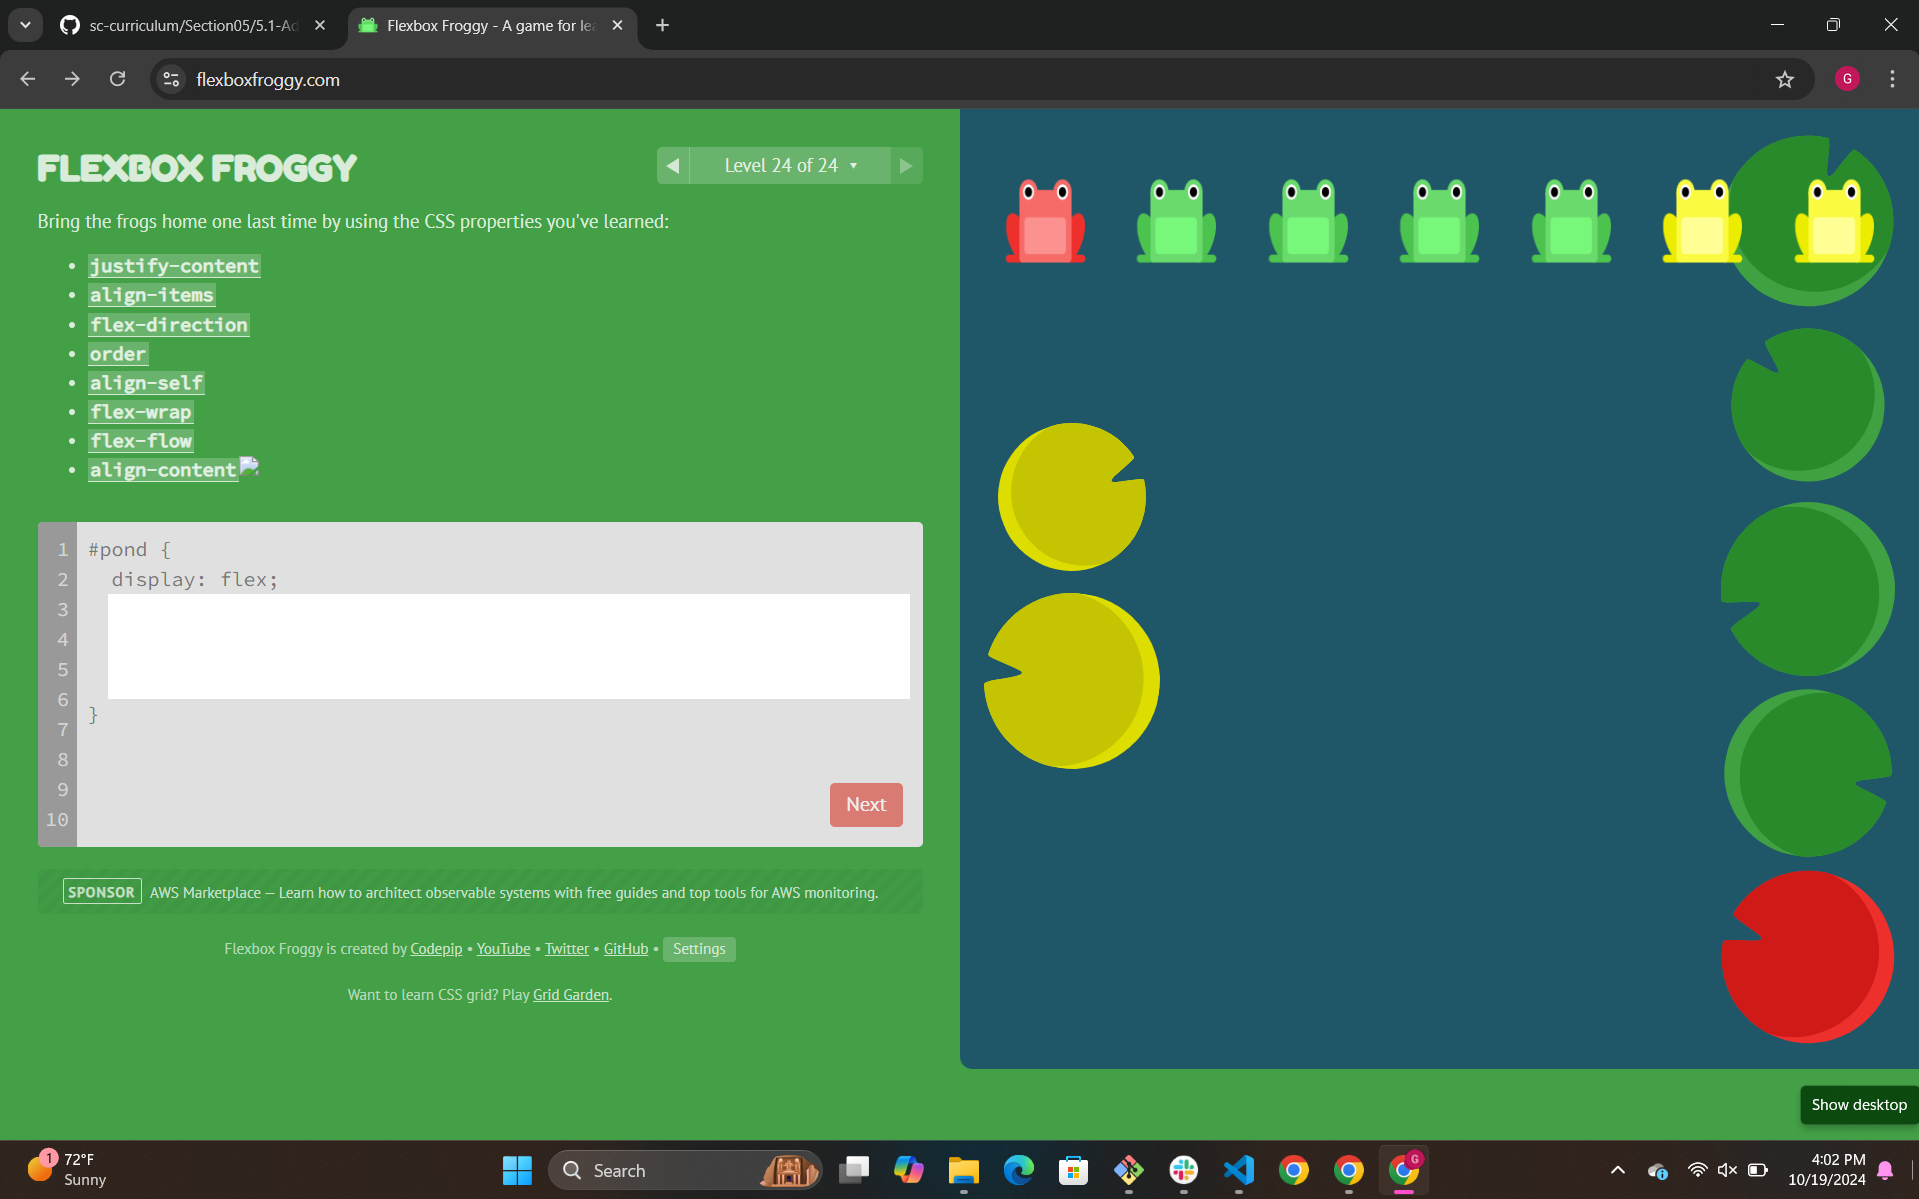 sc-curriculum/Section05/5.1-Ad
Flexbox Froggy - A game for lea
flexboxfroggy.com
G
FLEXBOX FROGGY
Level 24 of 24
Bring the frogs home one last time by using the CSS properties you've learned:
justify-content
align-items
flex-direction
order
align-self
flex-wrap
flex-flow
align-content
1 #pond {
2 display: flex;
3
4
5
6 }
7
8
9
10
Next
SPONSOR AWS Marketplace — Learn how to architect observable systems with free guides and top tools for AWS monitoring.
Flexbox Froggy is created by Codepip • YouTube • Twitter • GitHub • Settings
Want to learn CSS grid? Play Grid Garden.
Show desktop
1
72°F
Sunny
Search
G
4:02 PM
10/19/2024